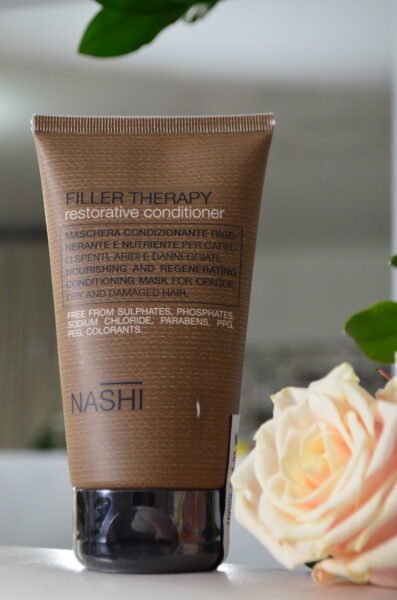 FILLER THERAPY
restorative conditioner
MASCHERA CONDIZIONANTE RIGE-
NERANTE E NUTRIENTE PER CAPEL-
LI SPENTI, ARIDI E DANNEGGIATI.
NOURISHING AND REGENERATING
CONDITIONING MASK FOR OPAQUE,
DRY AND DAMAGED HAIR.
FREE FROM SULPHATES, PHOSPHATES,
SODIUM CHLORIDE, PARABENS, PPG,
PEG, COLORANTS.
NASHI